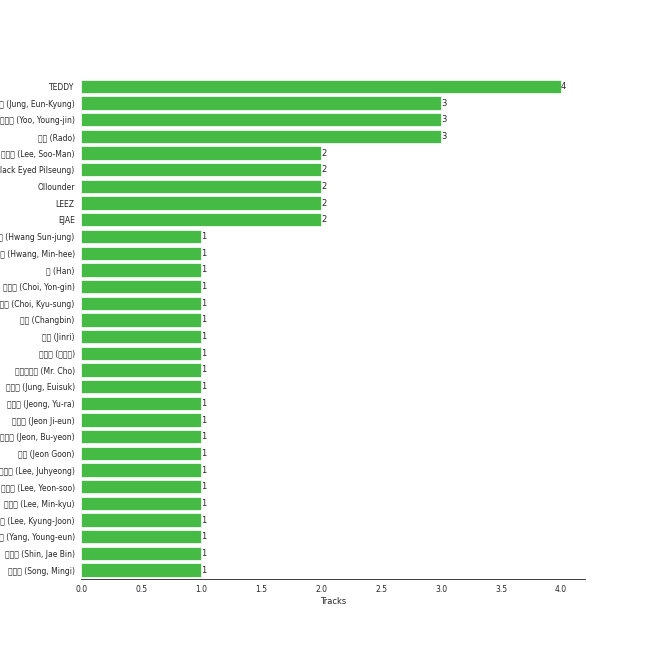 TEDDY
4
(Jung, Eun-Kyung)
3
(Yoo, Young-jin)
3
(Rado)
3
(Lee, Soo-Man)
2
lack Eyed Pilseung)
2
Ollounder
2
LEEZ
2
EJAE
2
(Hwang Sun-jung)
1
(Hwang, Min-hee)
1
(Han)
1
(Choi, Yon-gin)
1
(Choi, Kyu-sung)
1
(Changbin)
1
(Jinri)
1
1
(Mr. Cho)
1
(Jung, Euisuk)
1
(Jeong, Yu-ra)
1
(Jeon Ji-eun)
1
(Jeon, Bu-yeon)
1
(Jeon Goon)
1
(Lee, Juhyeong)
1
(Lee, Yeon-soo)
1
(Lee, Min-kyu)
1
(Lee, Kyung-Joon)
1
(Yang, Young-eun)
1
(Shin, Jae Bin)
1
(Song, Mingi)
1
0.0 0.5 1.0 1.5 2.0 2.5 3.0 3.5 4.0
Tracks